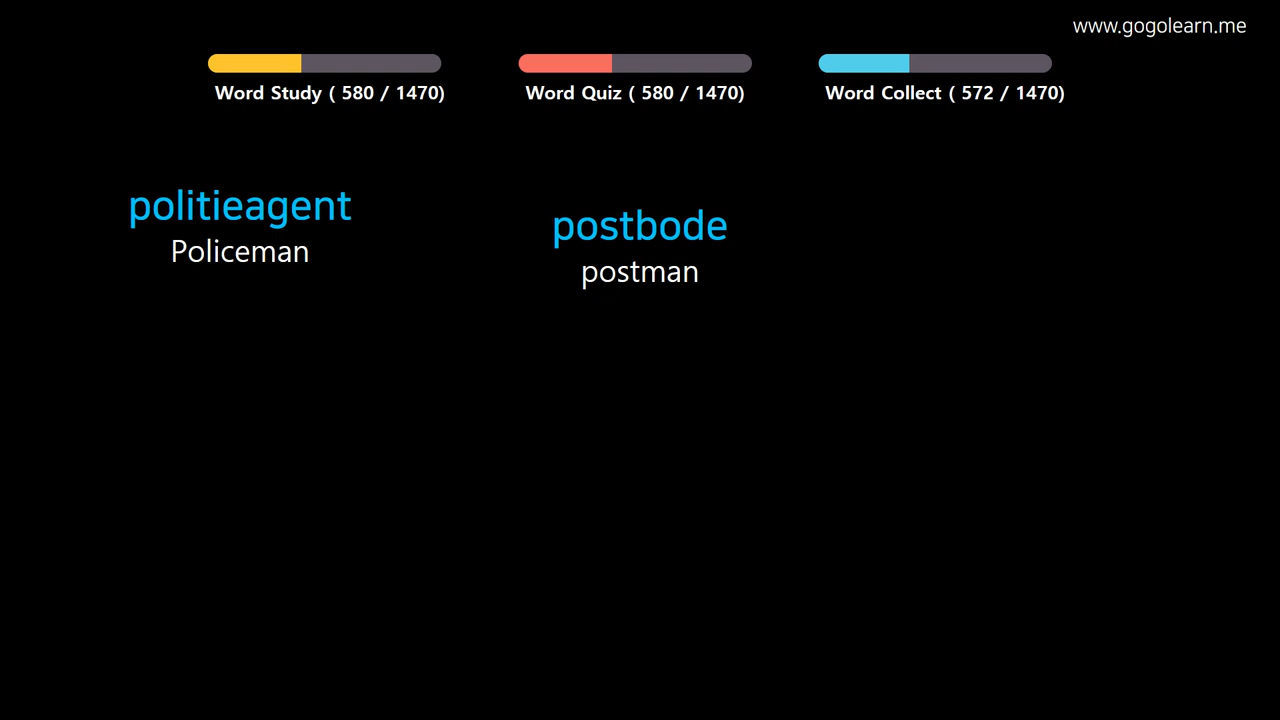 www.gogolearn.me
Word Study ( 580 / 1470)
Word Quiz ( 580 / 1470)
Word Collect ( 572 / 1470)
politieagent
Policeman
postbode
postman